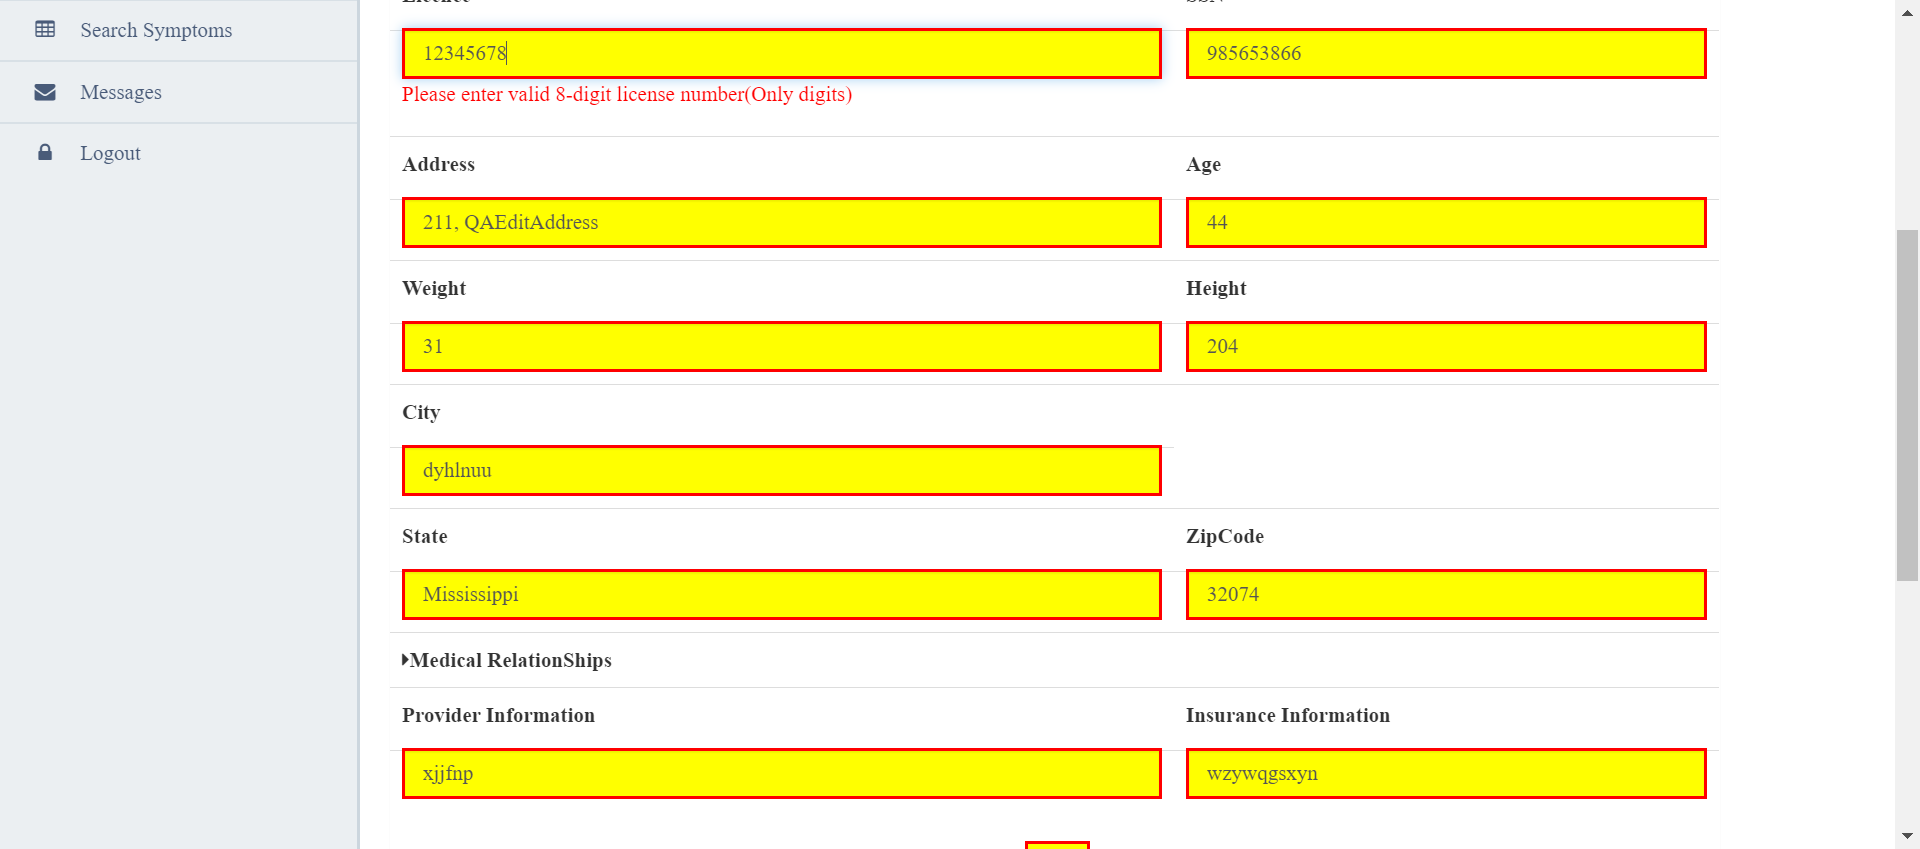 Search Symptoms
Messages
Logout
Licence
SSN
12345678
985653866
Please enter valid 8-digit license number(Only digits)
Address
Age
211, QAEditAddress
44
Weight
Height
31
204
City
dyhlnuu
State
ZipCode
Mississippi
32074
Medical RelationShips
Provider Information
Insurance Information
xjjfnp
wzywqgsxyn